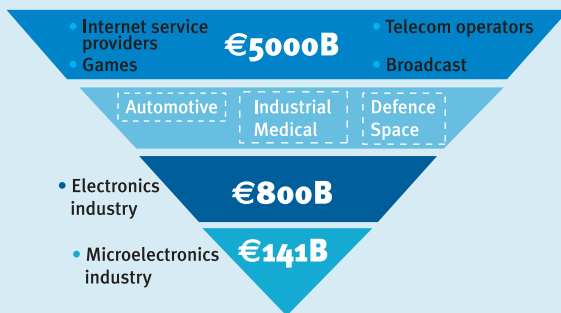 • Internet service
providers
• Games
€5000B
• Telecom operators
• Broadcast
Automotive
Industrial
Medical
Defence
Space
• Electronics
industry
€800B
• Microelectronics
industry
€141B